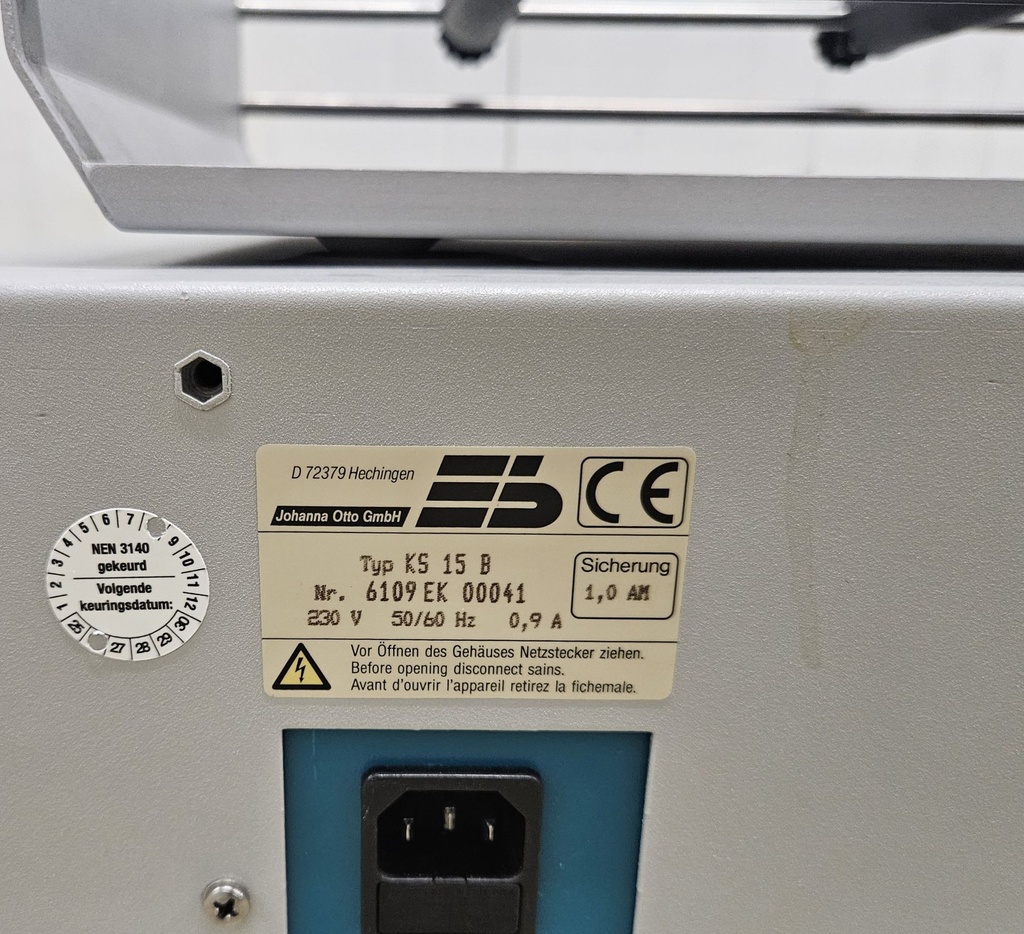 D 72379 Hechingen
Johanna Otto GmbH
EB
CE
Typ KS 15 B
Nr. 6109 EK 00041
230 V 50/60 Hz 0,9 A
Sicherung
1,0 AM
Vor Öffnen des Gehäuses Netzstecker ziehen.
Before opening disconnect sains.
Avant d'ouvrir l'appareil retirez la fichemale.
1 2 3 4 5 6 7 9 10 11 12
NEN 3140
gekeurd
Volgende
keuringsdatum:
25 27 28 29 30